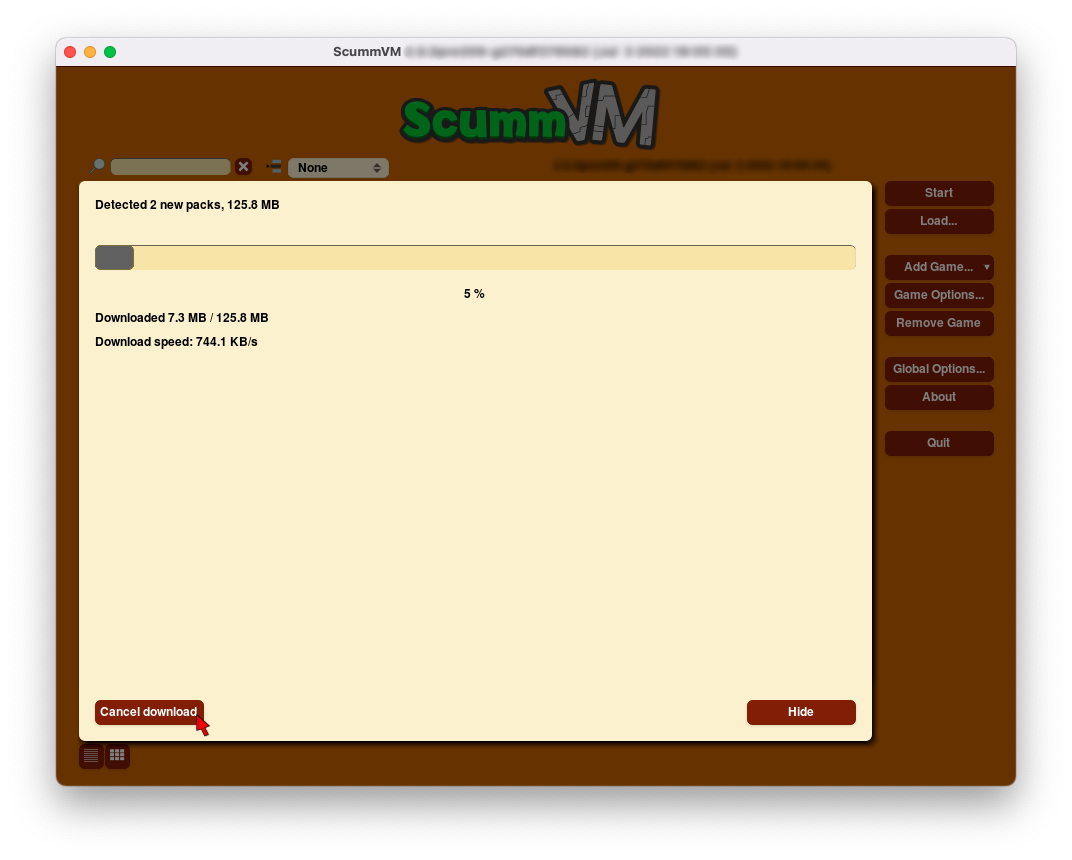 ScummVM
ScummVM
None
Detected 2 new packs, 125.8 MB
5 %
Downloaded 7.3 MB / 125.8 MB
Download speed: 744.1 KB/s
Cancel download
Hide
Start
Load...
Add Game...
Game Options...
Remove Game
Global Options...
About
Quit